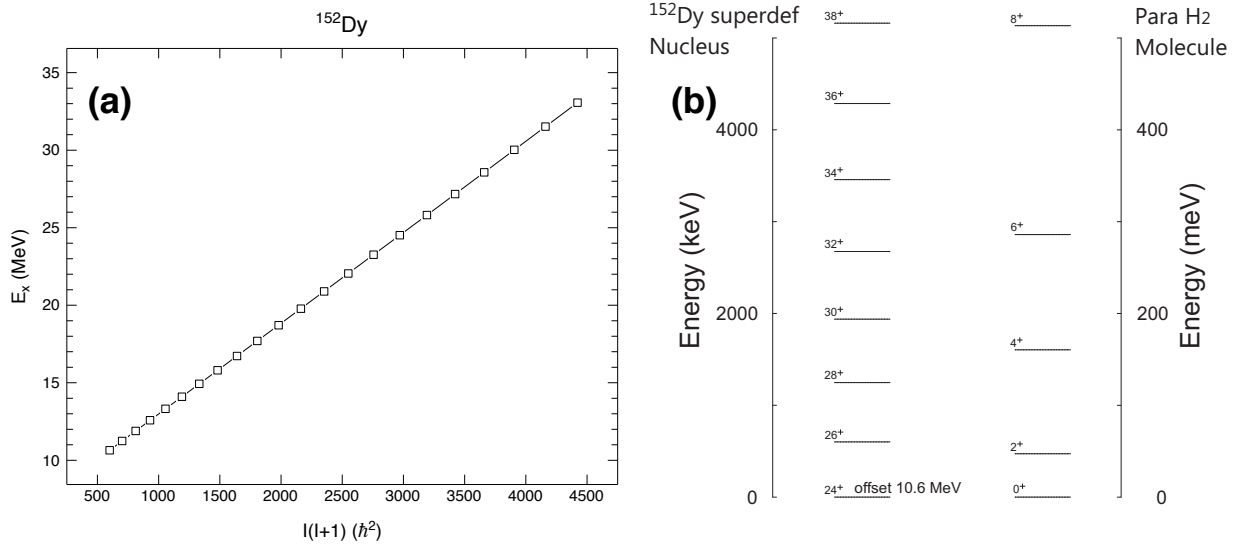 ¹⁵²Dy
(a)
35
30
25
20
15
10
Eₓ (MeV)
500 1000 1500 2000 2500 3000 3500 4000 4500
I(I+1) (ℏ²)
¹⁵²Dy superdef
Nucleus
Para H2
Molecule
(b)
Energy (keV)
4000
2000
0
38⁺
36⁺
34⁺
32⁺
30⁺
28⁺
26⁺
24⁺ offset 10.6 MeV
8⁺
6⁺
4⁺
2⁺
0⁺
400
200
0
Energy (meV)